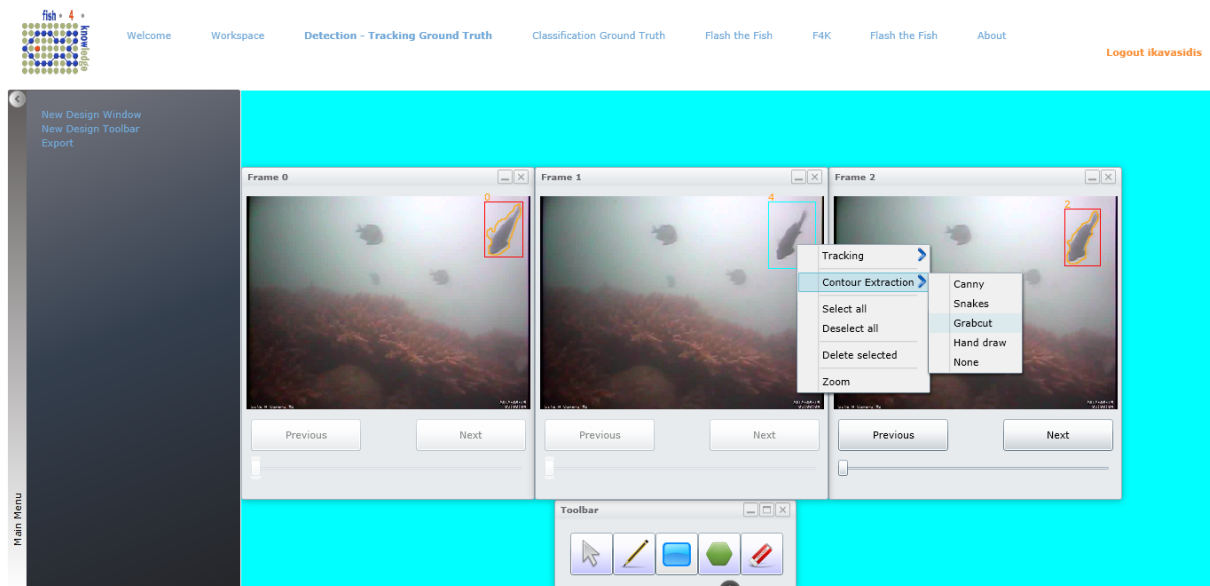 fish • 4 •
knowledge
Welcome
Workspace
Detection - Tracking Ground Truth
Classification Ground Truth
Flash the Fish
F4K
Flash the Fish
About
Logout ikavasidis
New Design Window
New Design Toolbar
Export
Main Menu
Frame 0
Frame 1
Frame 2
0
4
2
Tracking
Contour Extraction
Select all
Deselect all
Delete selected
Zoom
Canny
Snakes
Grabcut
Hand draw
None
Previous
Next
Previous
Next
Previous
Next
Toolbar